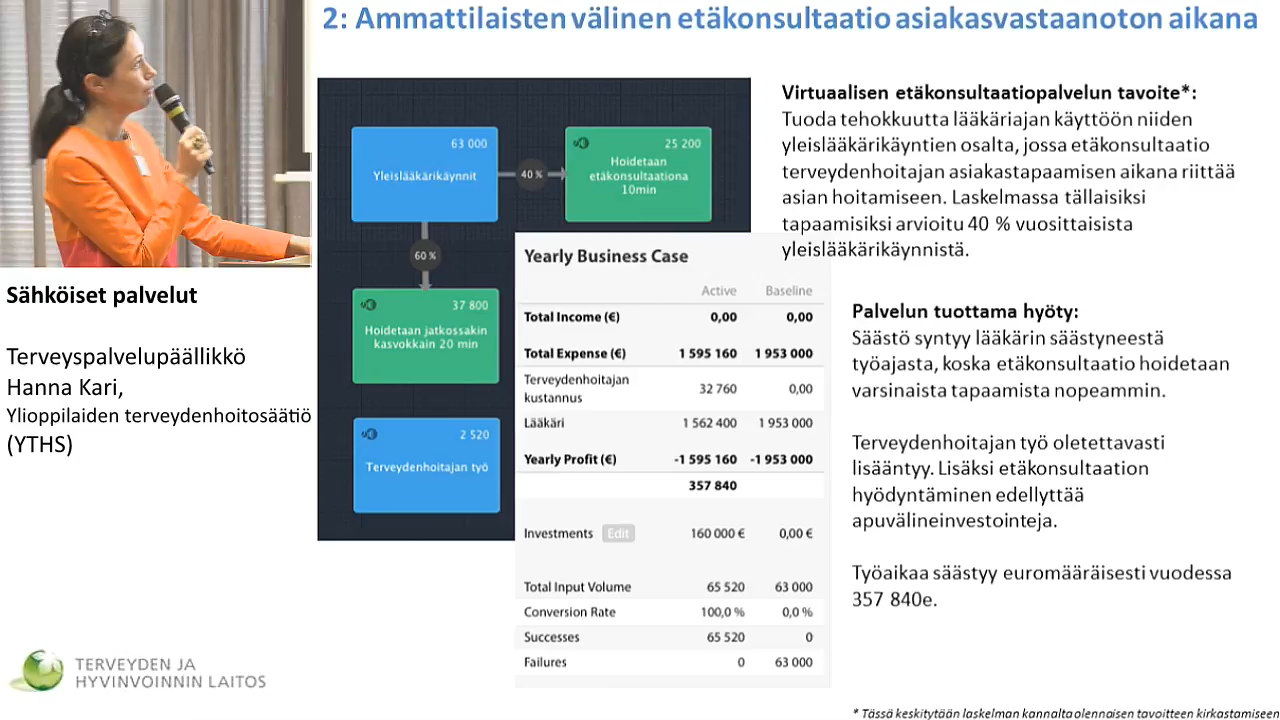 2: Ammattilaisten välinen etäkonsultaatio asiakasvastaanoton aikana
63 000
Yleislääkärikäynnit
40 %
25 200
Hoidetaan
etäkonsultaationa
10min
60 %
37 800
Hoidetaan jatkossakin
kasvokkain 20 min
2 520
Terveydenhoitajan työ
Yearly Business Case
Active Baseline
Total Income (€) 0,00 0,00
Total Expense (€) 1 595 160 1 953 000
Terveydenhoitajan
kustannus 32 760 0,00
Lääkäri 1 562 400 1 953 000
Yearly Profit (€) -1 595 160 -1 953 000
357 840
Investments Edit 160 000 € 0,00 €
Total Input Volume 65 520 63 000
Conversion Rate 100,0 % 0,0 %
Successes 65 520 0
Failures 0 63 000
Virtuaalisen etäkonsultaatiopalvelun tavoite*:
Tuoda tehokkuutta lääkäriajan käyttöön niiden
yleislääkärikäyntien osalta, jossa etäkonsultaatio
terveydenhoitajan asiakastapaamisen aikana riittää
asian hoitamiseen. Laskelmassa tällaisiksi
tapaamisiksi arvioitu 40 % vuosittaisista
yleislääkärikäynnistä.
Palvelun tuottama hyöty:
Säästö syntyy lääkärin säästyneestä
työajasta, koska etäkonsultaatio hoidetaan
varsinaista tapaamista nopeammin.
Terveydenhoitajan työ oletettavasti
lisääntyy. Lisäksi etäkonsultaation
hyödyntäminen edellyttää
apuvälineinvestointeja.
Työaikaa säästyy euromääräisesti vuodessa
357 840e.
Sähköiset palvelut
Terveyspalvelupäällikkö
Hanna Kari,
Ylioppilaiden terveydenhoitosäätiö
(YTHS)
TERVEYDEN JA
HYVINVOINNIN LAITOS
* Tässä keskitytään laskelman kannalta olennaisen tavoitteen kirkastamiseen